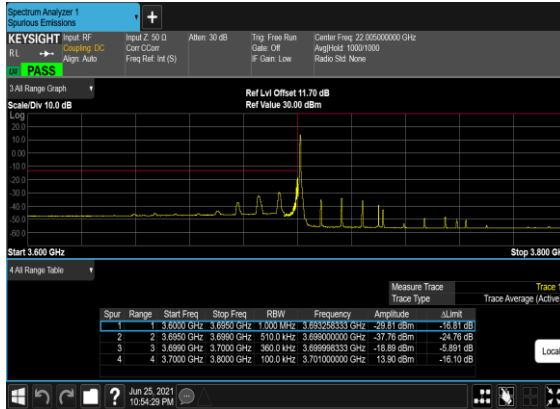 Spectrum Analyzer 1
Spurious Emissions
+
KEYSIGHT Input: RF Input Z: 50 Ω Atten: 30 dB Trig: Free Run Center Freq: 22.005000000 GHz
RL Coupling: DC Corr CCorr Gate: Off Avg|Hold: 1000/1000
Align: Auto Freq Ref: Int (S) IF Gain: Low Radio Std: None
PASS
3 All Range Graph Ref Lvl Offset 11.70 dB
Scale/Div 10.0 dB Ref Value 30.00 dBm
Log
20.0
10.0
0.00
-10.0
-20.0
-30.0
-40.0
-50.0
-60.0
Start 3.600 GHz Stop 3.800 G
4 All Range Table
Measure Trace Trace 1
Trace Type Trace Average (Active
Spur Range Start Freq Stop Freq RBW Frequency Amplitude ΔLimit
1 1 3.6000 GHz 3.6950 GHz 1.000 MHz 3.693258333 GHz -29.81 dBm -16.81 dB
2 2 3.6950 GHz 3.6990 GHz 510.0 kHz 3.699000000 GHz -37.76 dBm -24.76 dB
3 3 3.6990 GHz 3.7000 GHz 360.0 kHz 3.699998333 GHz -18.89 dBm -5.891 dB
4 4 3.7000 GHz 3.8000 GHz 100.0 kHz 3.701000000 GHz 13.90 dBm -16.10 dB
Local
? Jun 25, 2021
10:54:29 PM